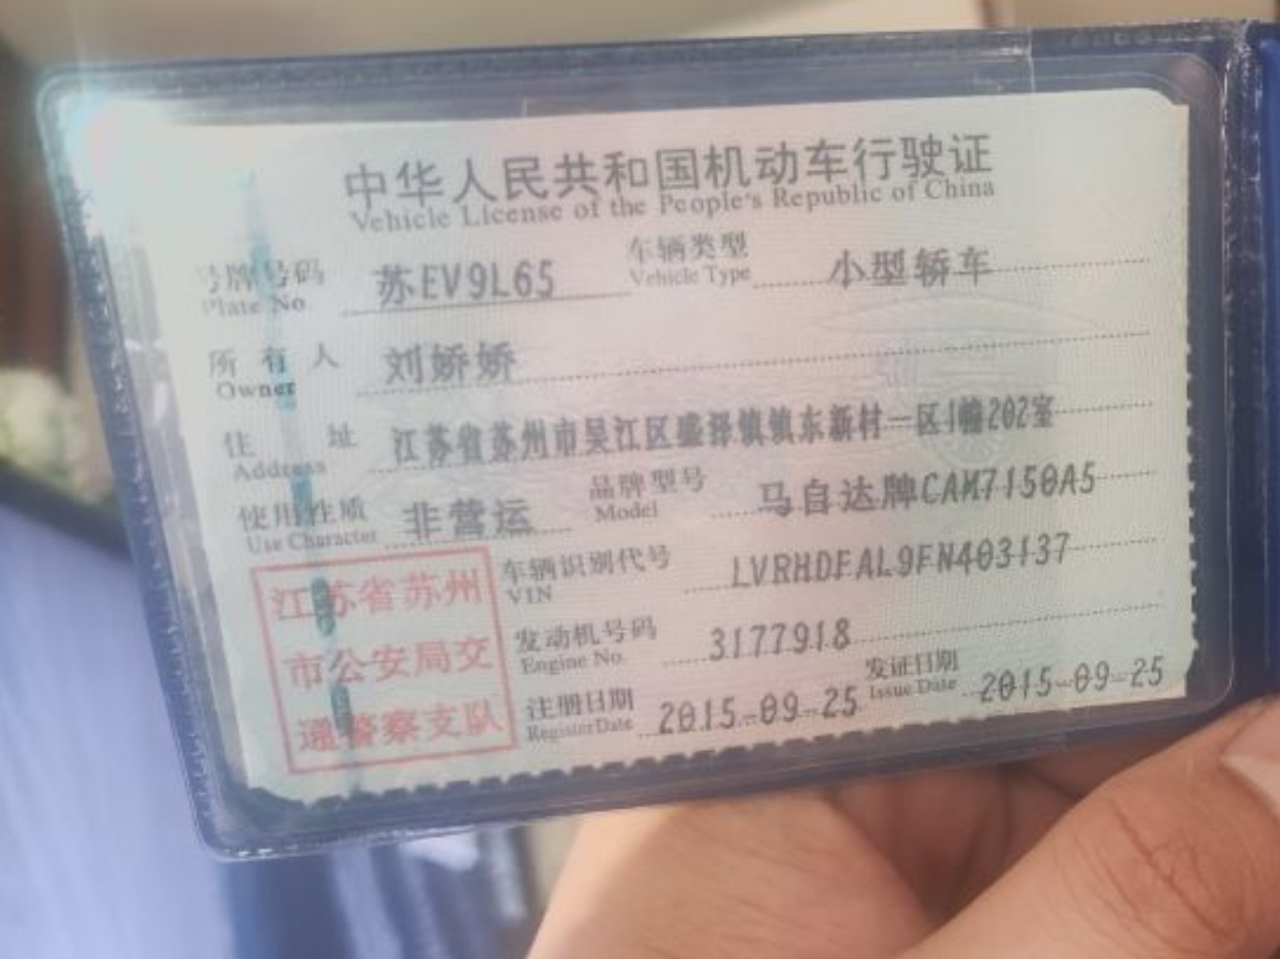 中华人民共和国机动车行驶证
Vehicle License of the People's Republic of China
号牌号码 苏EV9L65 车辆类型 小型轿车
Plate No. Vehicle Type
所有人 刘娇娇
Owner
住址 江苏省苏州市吴江区盛泽镇镇东新村一区1幢202室
Address
使用性质 非营运 品牌型号 马自达牌CAM7150A5
Use Character Model
江苏省苏州
市公安局交
通警察支队
车辆识别代号 LVRHDFAL9FN403137
VIN
发动机号码 3177918
Engine No.
注册日期 2015-09-25 发证日期 2015-09-25
Register Date Issue Date